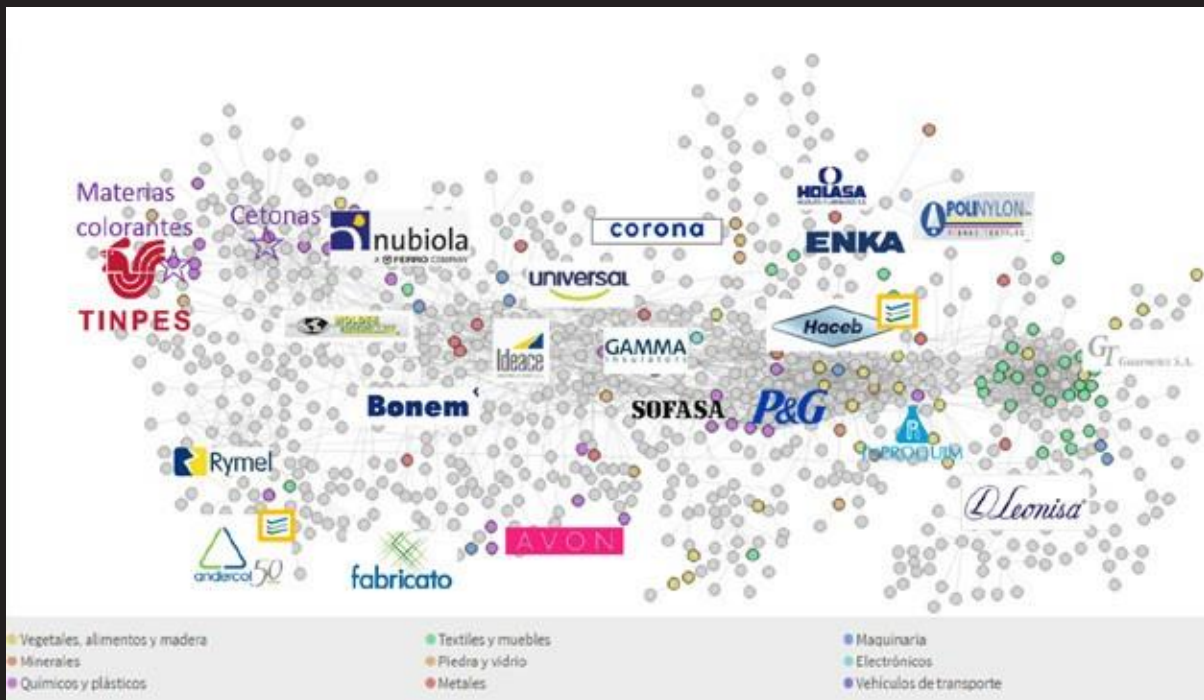 Materias
colorantes
Cetonas
TINPES
nubiola
A FERRO COMPANY
corona
HOLASA
ENKA
POLINYLON
universal
Ideace
GAMMA
insulators
Haceb
GT
Bonem
SOFASA
P&G
PROQUIM
Rymel
Leonisa
andercol 50
fabricato
AVON
Vegetales, alimentos y madera
Textiles y muebles
Maquinaria
Minerales
Piedra y vidrio
Electrónicos
Químicos y plásticos
Metales
Vehículos de transporte